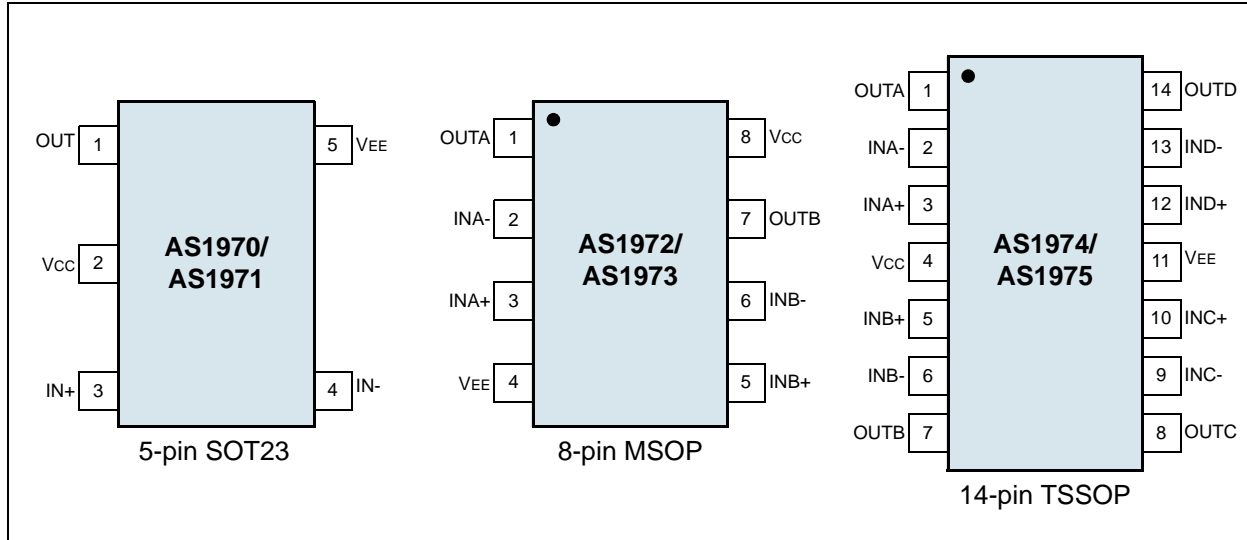 OUT 1
5 VEE
VCC 2
AS1970/
AS1971
IN+ 3
4 IN-
5-pin SOT23
OUTA 1
8 VCC
INA- 2
7 OUTB
AS1972/
AS1973
INA+ 3
6 INB-
VEE 4
5 INB+
8-pin MSOP
OUTA 1
14 OUTD
INA- 2
13 IND-
INA+ 3
12 IND+
AS1974/
AS1975
VCC 4
11 VEE
INB+ 5
10 INC+
INB- 6
9 INC-
OUTB 7
8 OUTC
14-pin TSSOP